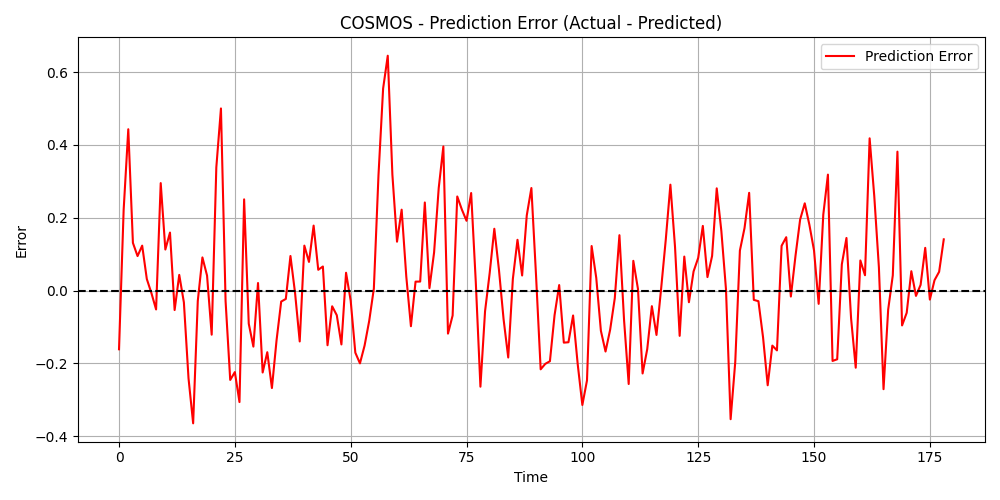 COSMOS - Prediction Error (Actual - Predicted)
Prediction Error
Error
0.6
0.4
0.2
0.0
−0.2
−0.4
0 25 50 75 100 125 150 175
Time